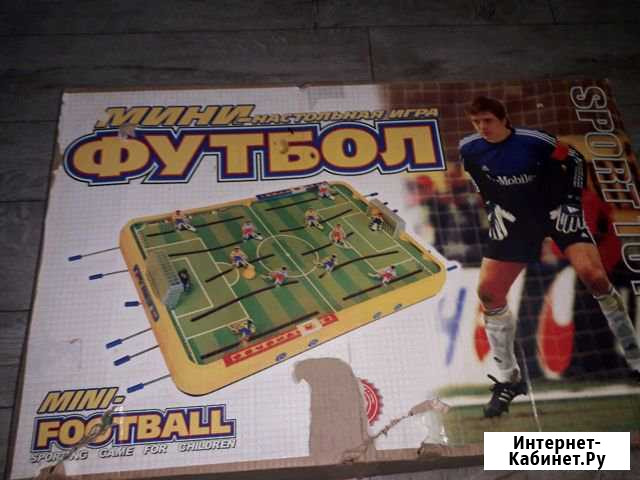 МИНИ-
НАСТОЛЬНАЯ ИГРА
ФУТБОЛ
SPORT TOY
Mobile
MINI-
FOOTBALL
SPORTING GAME FOR CHILDREN
Интернет-
Кабинет.Ру